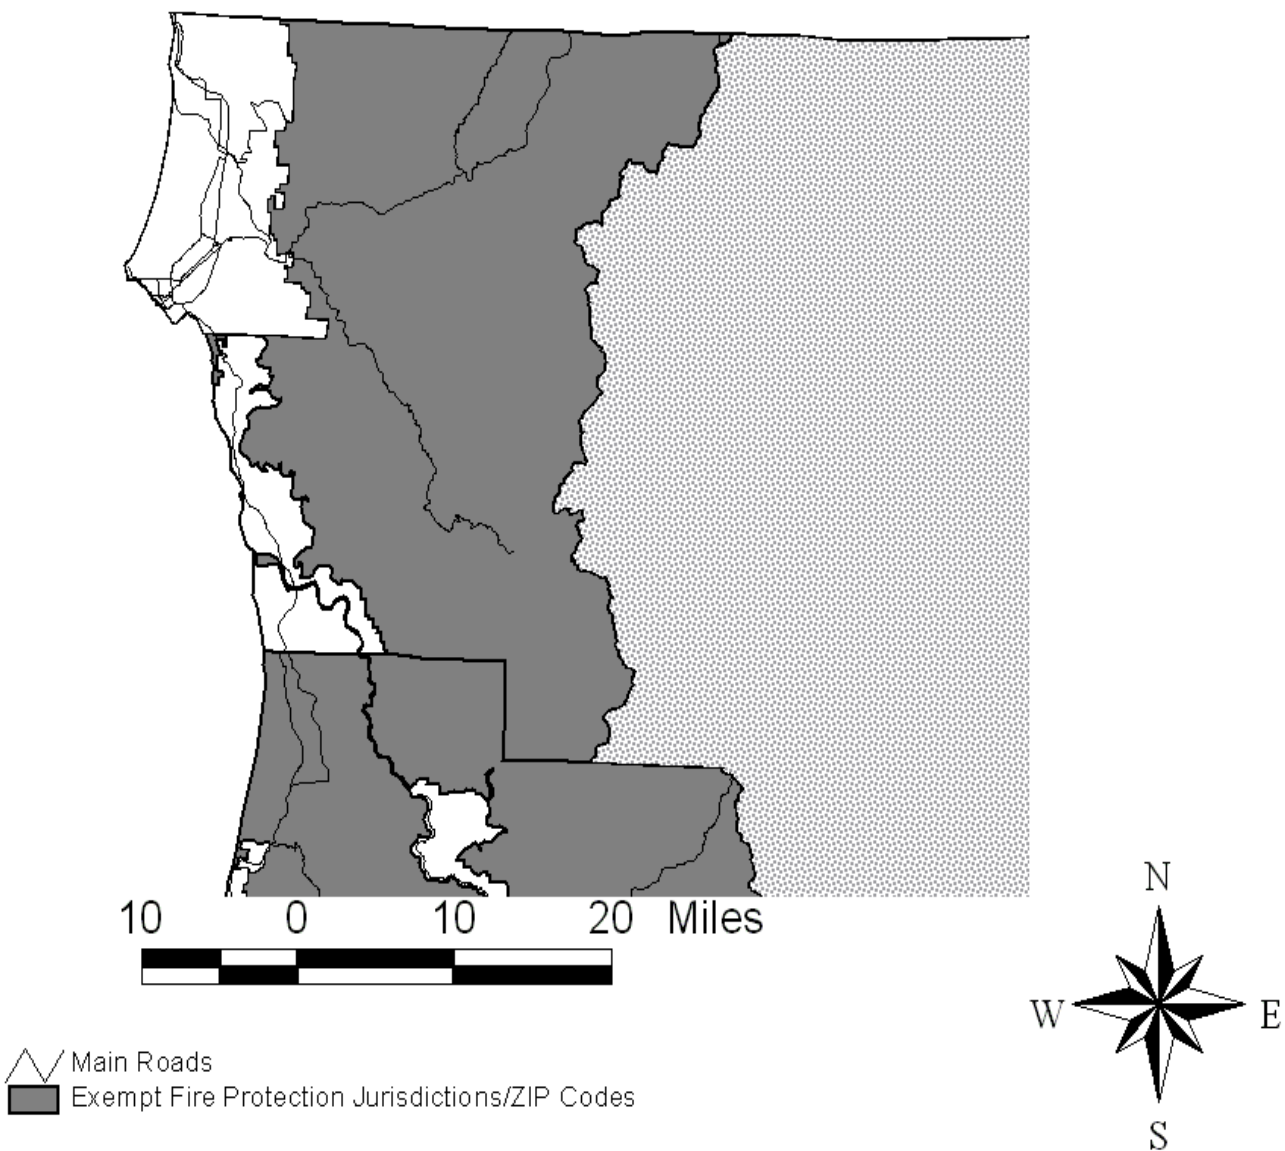 10 0 10 20 Miles
N
W E
S
Main Roads
Exempt Fire Protection Jurisdictions/ZIP Codes